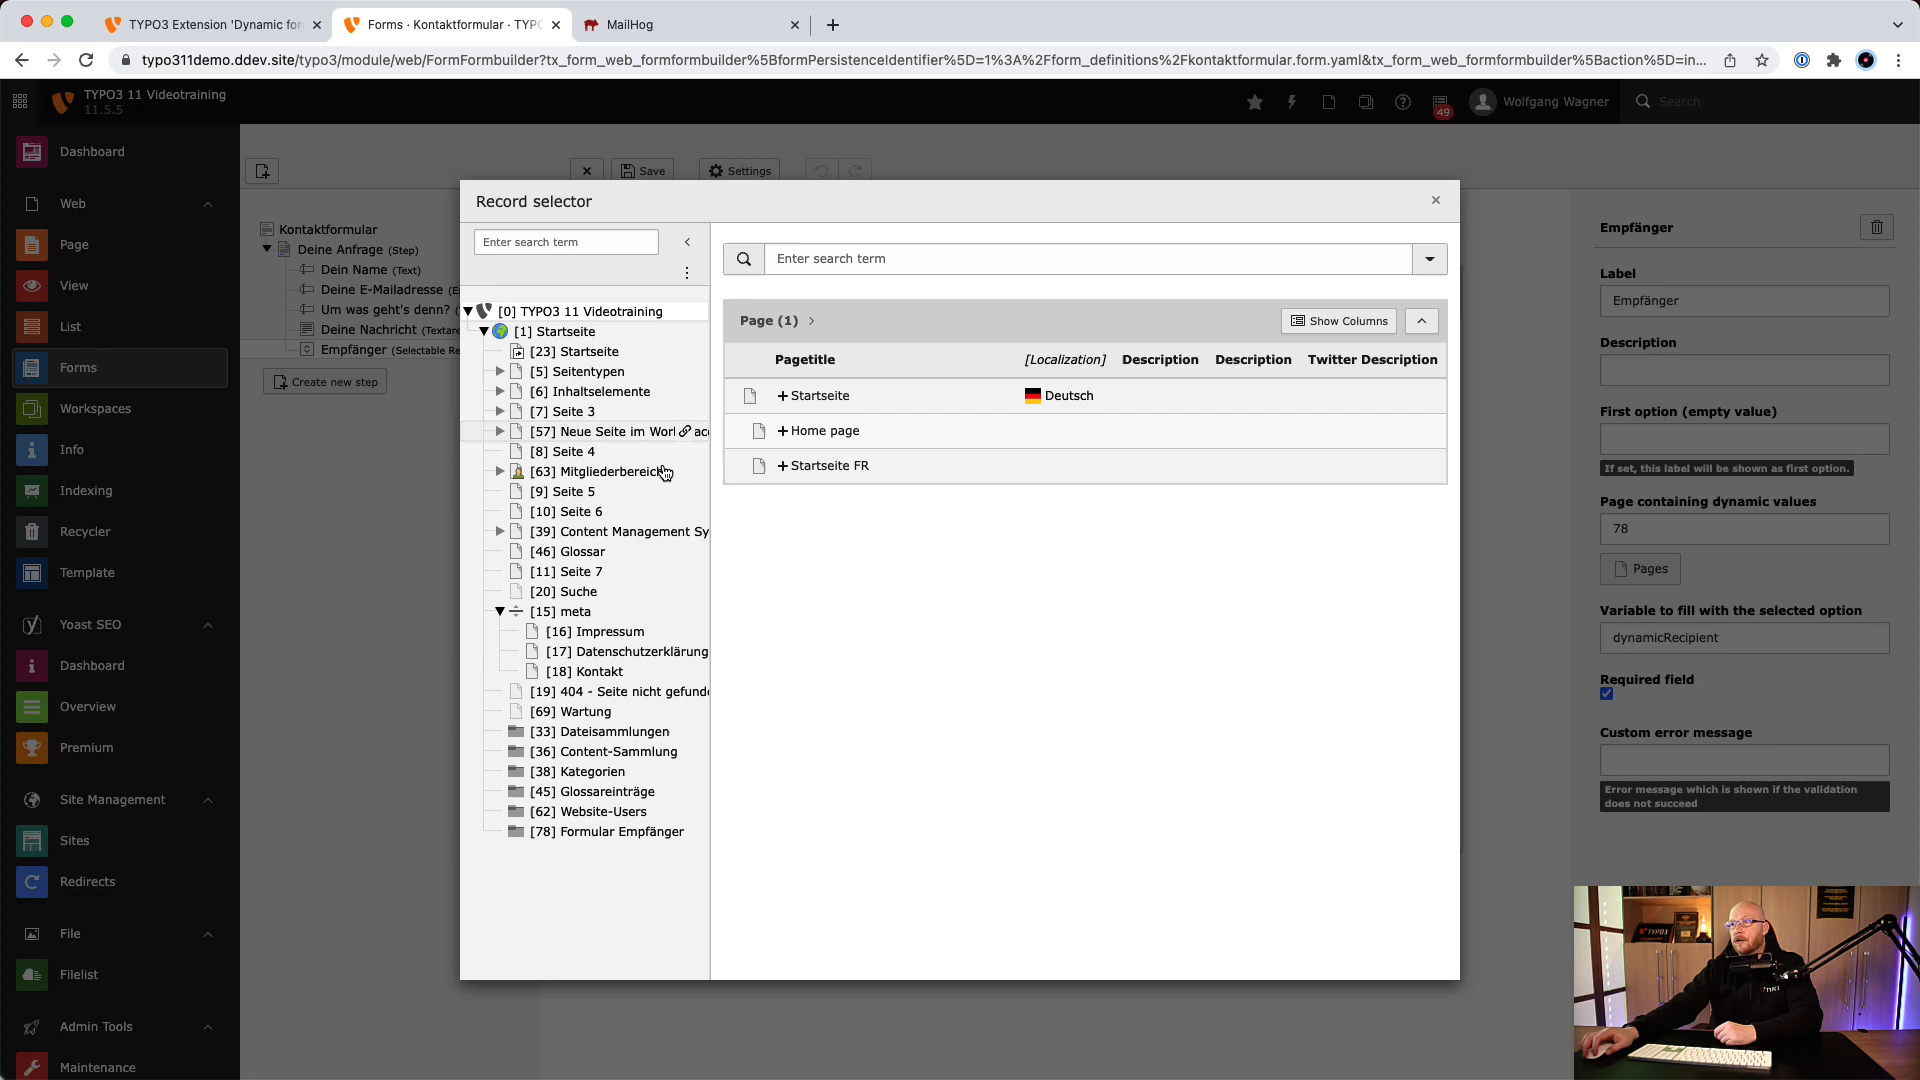 TYPO3 Extension 'Dynamic for
Forms · Kontaktformular · TYPO
MailHog
typo311demo.ddev.site/typo3/module/web/FormFormbuilder?tx_form_web_formformbuilder%5BformPersistenceIdentifier%5D=1%3A%2Fform_definitions%2Fkontaktformular.form.yaml&tx_form_web_formformbuilder%5Baction%5D=in...
TYPO3 11 Videotraining
11.5.5
49
Wolfgang Wagner
Search
Dashboard
Web
Page
View
List
Forms
Workspaces
Info
Indexing
Recycler
Template
Yoast SEO
Dashboard
Overview
Premium
Site Management
Sites
Redirects
File
Filelist
Admin Tools
Maintenance
Save
Settings
Kontaktformular
Deine Anfrage (Step)
Dein Name (Text)
Deine E-Mailadresse (E
Um was geht's denn? (
Deine Nachricht (Textare
Empfänger (Selectable Re
Create new step
Record selector
Enter search term
[0] TYPO3 11 Videotraining
[1] Startseite
[23] Startseite
[5] Seitentypen
[6] Inhaltselemente
[7] Seite 3
[57] Neue Seite im Worl
[8] Seite 4
[63] Mitgliederbereich
[9] Seite 5
[10] Seite 6
[39] Content Management Sy
[46] Glossar
[11] Seite 7
[20] Suche
[15] meta
[16] Impressum
[17] Datenschutzerklärung
[18] Kontakt
[19] 404 - Seite nicht gefunde
[69] Wartung
[33] Dateisammlungen
[36] Content-Sammlung
[38] Kategorien
[45] Glossareinträge
[62] Website-Users
[78] Formular Empfänger
Enter search term
Page (1)
Show Columns
Pagetitle [Localization] Description Description Twitter Description
Startseite Deutsch
Home page
Startseite FR
Empfänger
Label
Empfänger
Description
First option (empty value)
If set, this label will be shown as first option.
Page containing dynamic values
78
Pages
Variable to fill with the selected option
dynamicRecipient
Required field
Custom error message
Error message which is shown if the validation
does not succeed
TYPO3